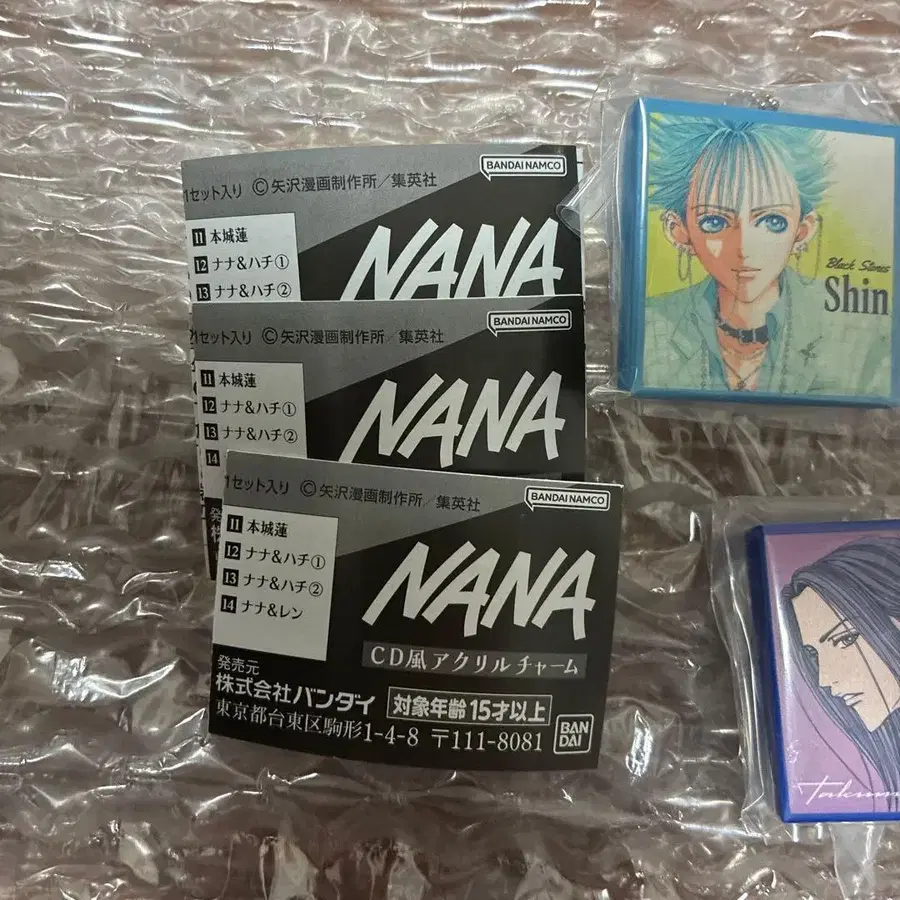 1セット入り ©矢沢漫画制作所／集英社
BANDAI NAMCO
11 本城蓮
12 ナナ&ハチ①
13 ナナ&ハチ②
NANA
1セット入り ©矢沢漫画制作所／集英社
BANDAI NAMCO
11 本城蓮
12 ナナ&ハチ①
13 ナナ&ハチ②
14
NANA
1セット入り ©矢沢漫画制作所／集英社
BANDAI NAMCO
11 本城蓮
12 ナナ&ハチ①
13 ナナ&ハチ②
14 ナナ&レン
NANA
CD風アクリルチャーム
発売元
株式会社バンダイ 対象年齢15才以上
東京都台東区駒形1-4-8 〒111-8081
BAN
DAI
Black Stones
Shin